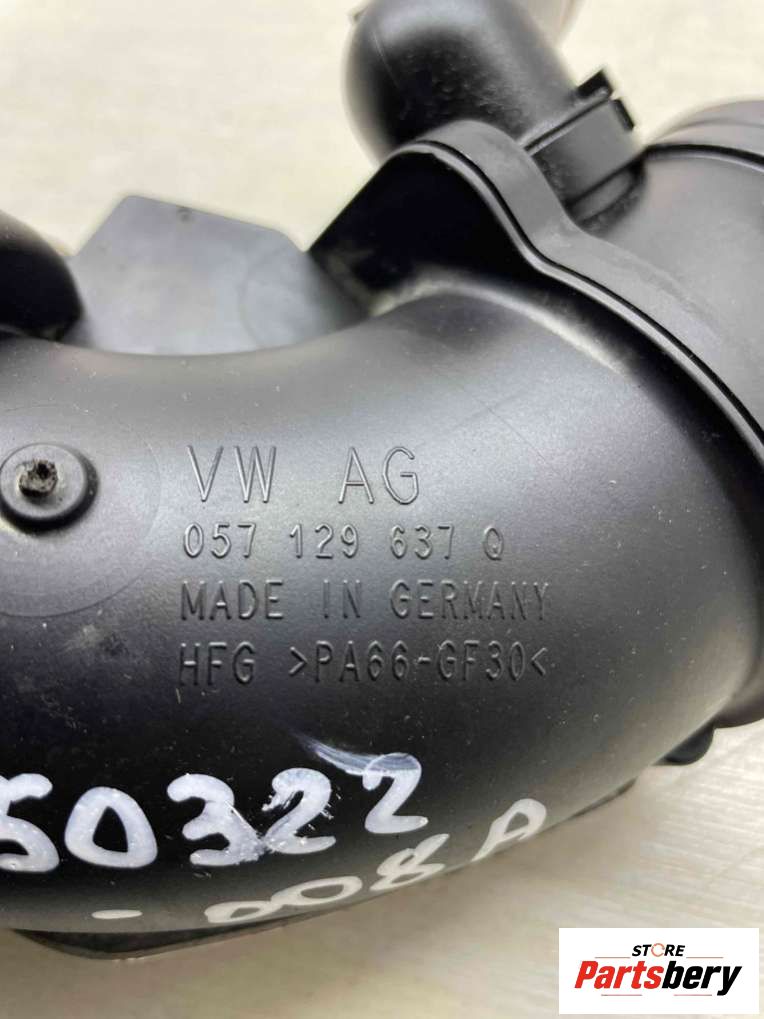 VW AG
057 129 637 Q
MADE IN GERMANY
HFG >PA66-GF30<
50322
-008A
STORE
Partsbery